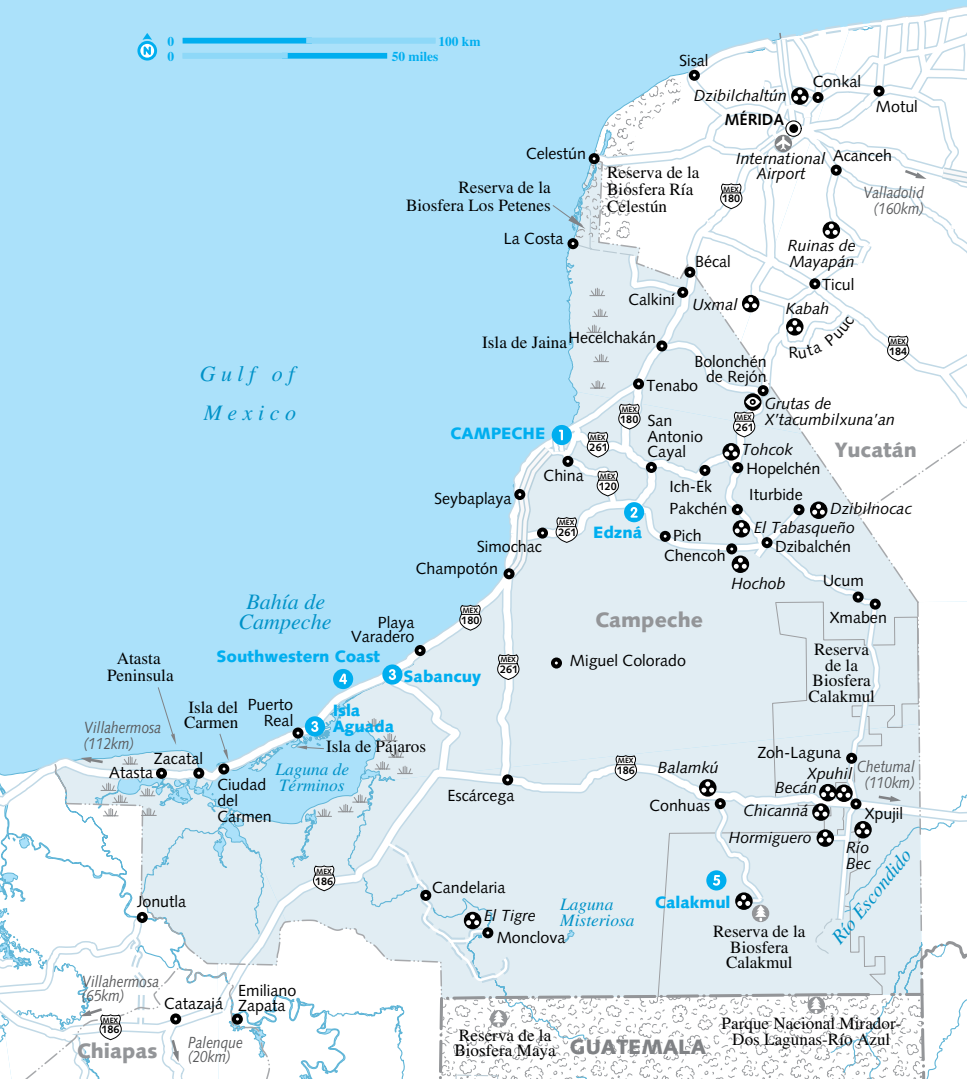 0 100 km
0 50 miles
N
Sisal
Dzibilchaltún
Conkal
Motul
MÉRIDA
International
Airport
Acanceh
Valladolid
(160km)
Celestún
Reserva de la
Biosfera Ría
Celestún
MEX
180
Reserva de la
Biosfera Los Petenes
La Costa
Ruinas de
Mayapán
Bécal
Calkiní
Uxmal
Ticul
Kabah
Ruta Puuc
MEX
184
Isla de Jaina
Hecelchakán
Bolonchén
de Rejón
Tenabo
Grutas de
X'tacumbilxuna'an
MEX
180
MEX
261
Gulf of
Mexico
CAMPECHE
1
MEX
261
San
Antonio
Cayal
Tohcok
Hopelchén
Yucatán
China
MEX
120
Ich-Ek
Seybaplaya
Pakchén
Iturbide
Dzibilnocac
2
Edzná
El Tabasqueño
Simochac
MEX
261
Pich
Chencoh
Dzibalchén
Hochob
Champotón
Ucum
Xmaben
Bahía de
Campeche
Playa
Varadero
MEX
180
Campeche
Southwestern Coast
4
3
Sabancuy
MEX
261
Miguel Colorado
Reserva
de la
Biosfera
Calakmul
Atasta
Peninsula
Isla del
Carmen
Puerto
Real
3
Isla
Aguada
Isla de Pájaros
Villahermosa
(112km)
Zacatal
Atasta
Ciudad
del
Carmen
Laguna de
Términos
Escárcega
MEX
186
Balamkú
Conhuas
Zoh-Laguna
Xpuhil
Becán
Chetumal
(110km)
Chicanná
Xpujil
Hormiguero
Río
Bec
MEX
186
Río Escondido
Jonutla
Candelaria
El Tigre
Monclova
Laguna
Misteriosa
5
Calakmul
Reserva de la
Biosfera
Calakmul
Villahermosa
(65km)
MEX
186
Catazajá
Emiliano
Zapata
Chiapas
Palenque
(20km)
Reserva de la
Biosfera Maya
GUATEMALA
Parque Nacional Mirador-
Dos Lagunas-Río Azul